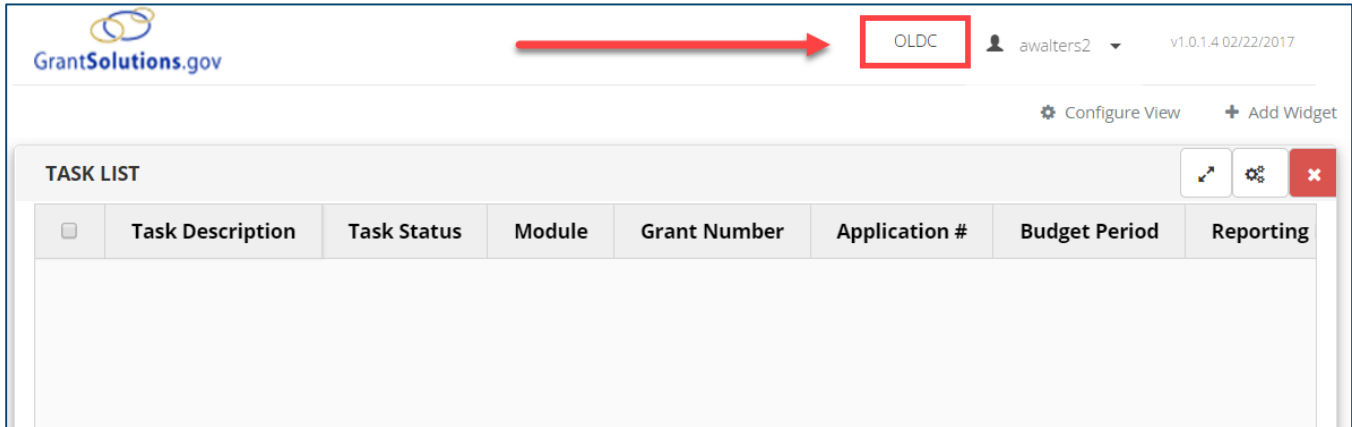 OLDC
awalters2
v1.0.1.4 02/22/2017
GrantSolutions.gov
Configure View
Add Widget
TASK LIST
Task Description Task Status Module Grant Number Application # Budget Period Reporting